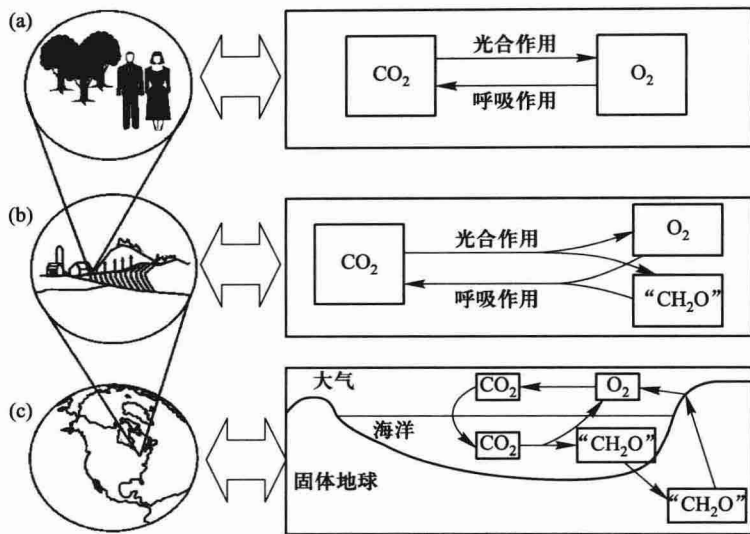 (a)
CO₂
光合作用
呼吸作用
O₂
(b)
CO₂
光合作用
呼吸作用
O₂
“CH₂O”
(c)
大气
海洋
固体地球
CO₂
O₂
CO₂
“CH₂O”
“CH₂O”